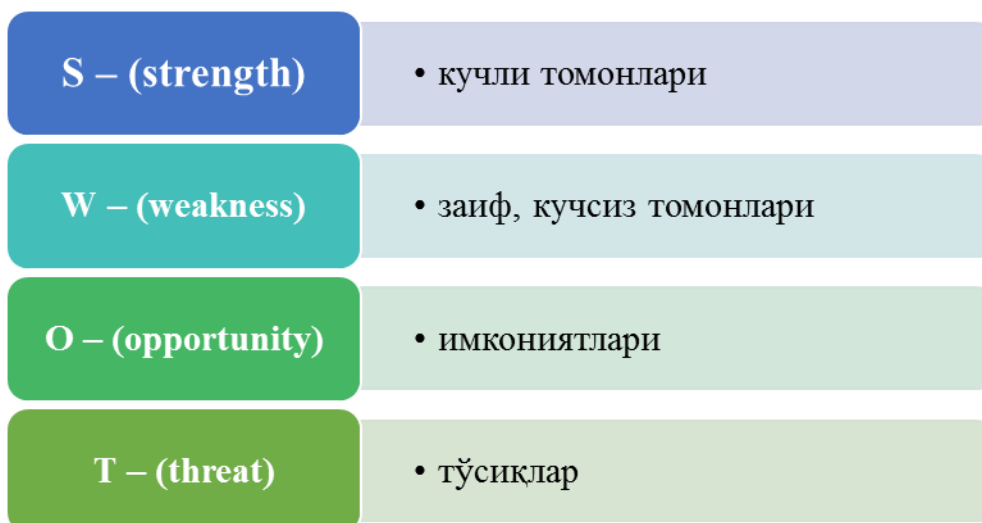 S – (strength)
• кучли томонлари
W – (weakness)
• заиф, кучсиз томонлари
O – (opportunity)
• имкониятлари
T – (threat)
• тўсиқлар